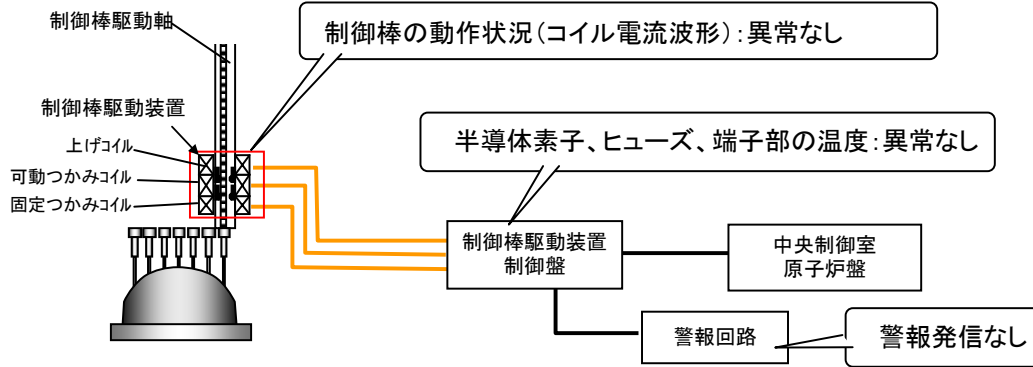 制御棒駆動軸
制御棒の動作状況(コイル電流波形):異常なし
制御棒駆動装置
上げコイル
可動つかみコイル
固定つかみコイル
半導体素子、ヒューズ、端子部の温度:異常なし
制御棒駆動装置
制御盤
中央制御室
原子炉盤
警報回路
警報発信なし